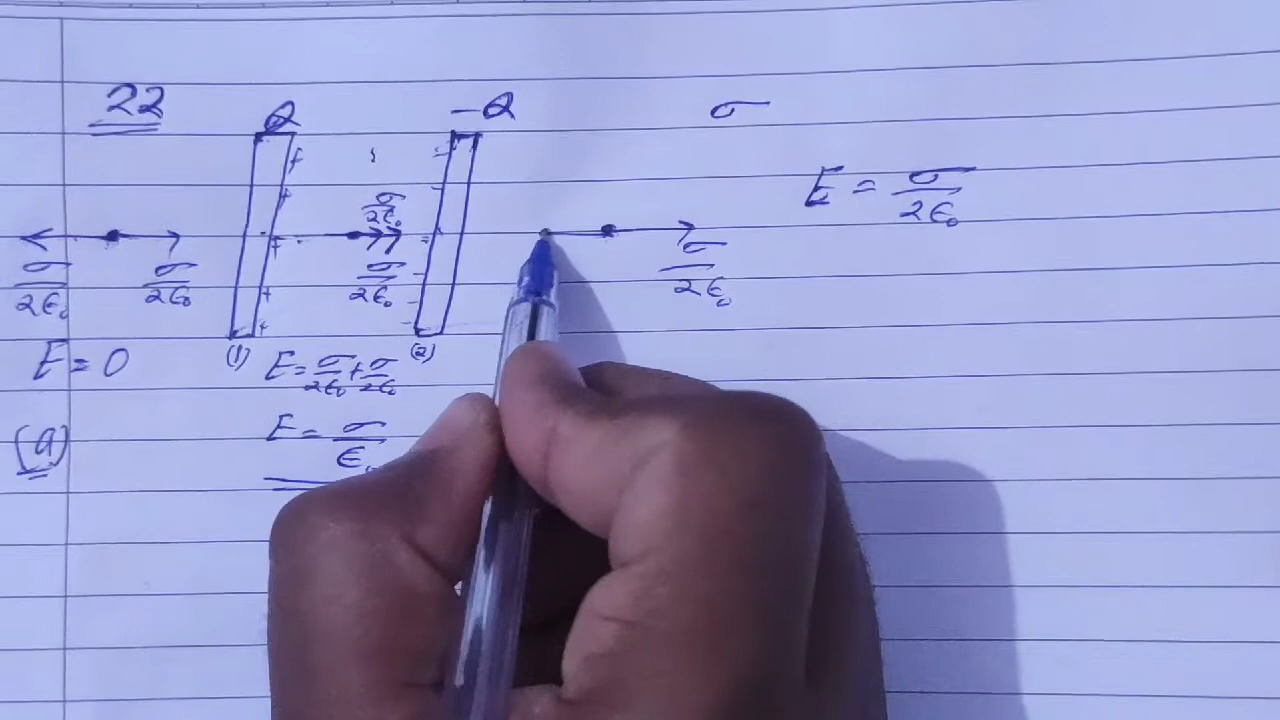 22
Q
-Q
σ
E = σ/2ϵ₀
σ/2ϵ₀
σ/2ϵ₀
σ/2ϵ₀
σ/2ϵ₀
σ/2ϵ₀
E = 0
(1)
E = σ/2ϵ₀ + σ/2ϵ₀
(2)
(a)
E = σ/ϵ₀